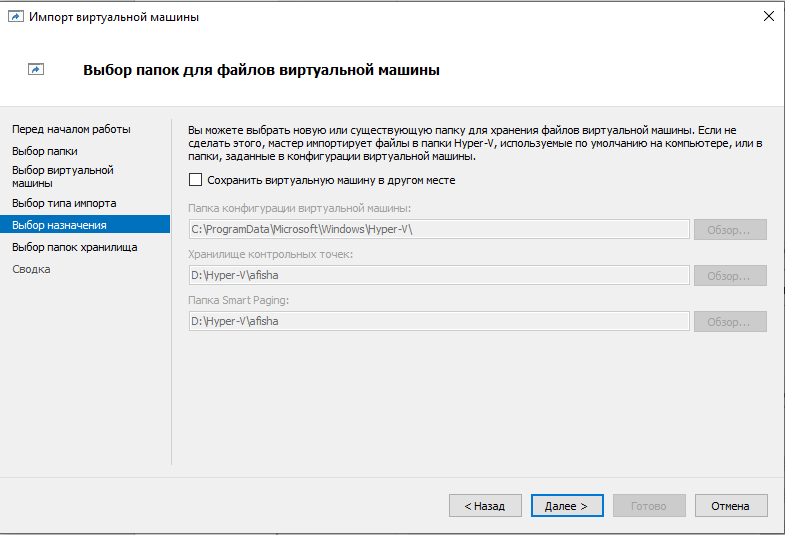 Импорт виртуальной машины
Выбор папок для файлов виртуальной машины
Перед началом работы
Выбор папки
Выбор виртуальной
машины
Выбор типа импорта
Выбор назначения
Выбор папок хранилища
Сводка
Вы можете выбрать новую или существующую папку для хранения файлов виртуальной машины. Если не
сделать этого, мастер импортирует файлы в папки Hyper-V, используемые по умолчанию на компьютере, или в
папки, заданные в конфигурации виртуальной машины.
Сохранить виртуальную машину в другом месте
Папка конфигурации виртуальной машины:
C:\ProgramData\Microsoft\Windows\Hyper-V\
Обзор...
Хранилище контрольных точек:
D:\Hyper-V\afisha
Обзор...
Папка Smart Paging:
D:\Hyper-V\afisha
Обзор...
< Назад
Далее >
Готово
Отмена